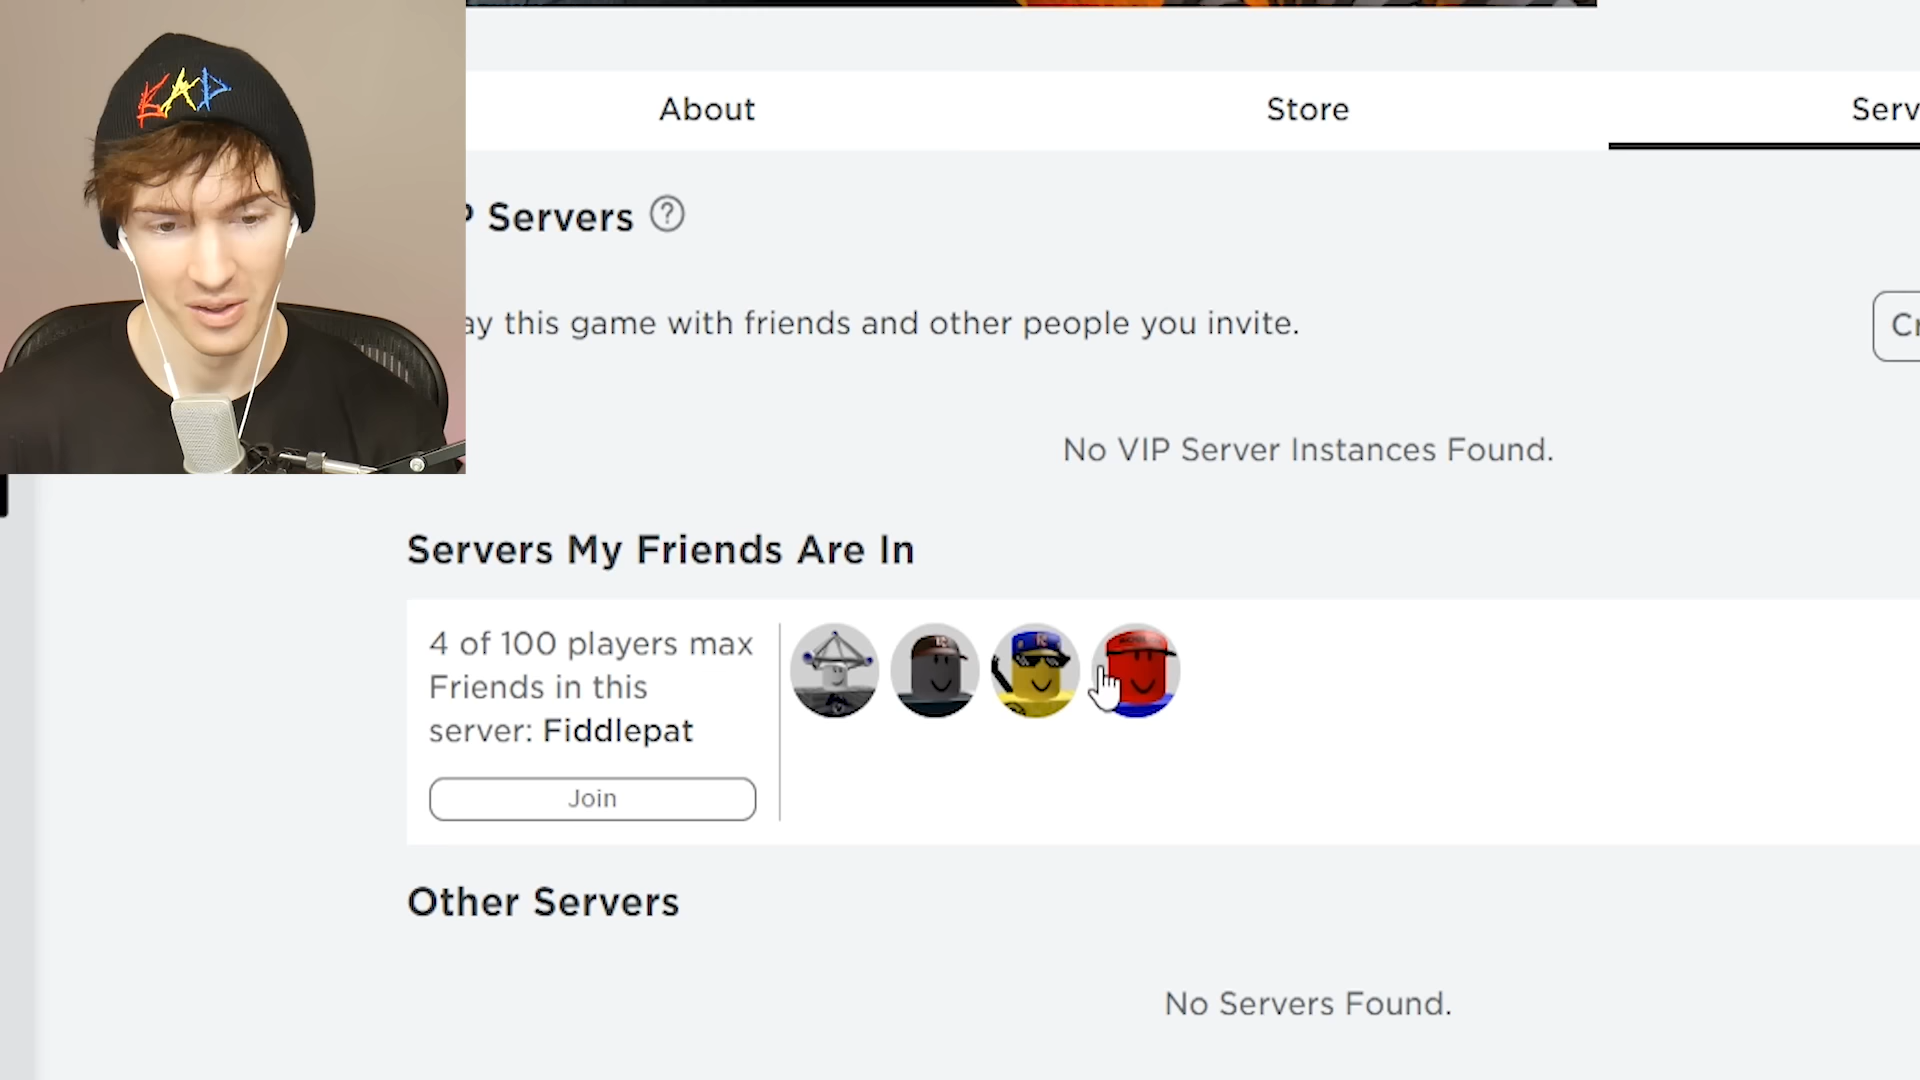 KAD
About
Store
Serv
P Servers
ay this game with friends and other people you invite.
Cr
No VIP Server Instances Found.
Servers My Friends Are In
4 of 100 players max
Friends in this
server: Fiddlepat
Join
Other Servers
No Servers Found.